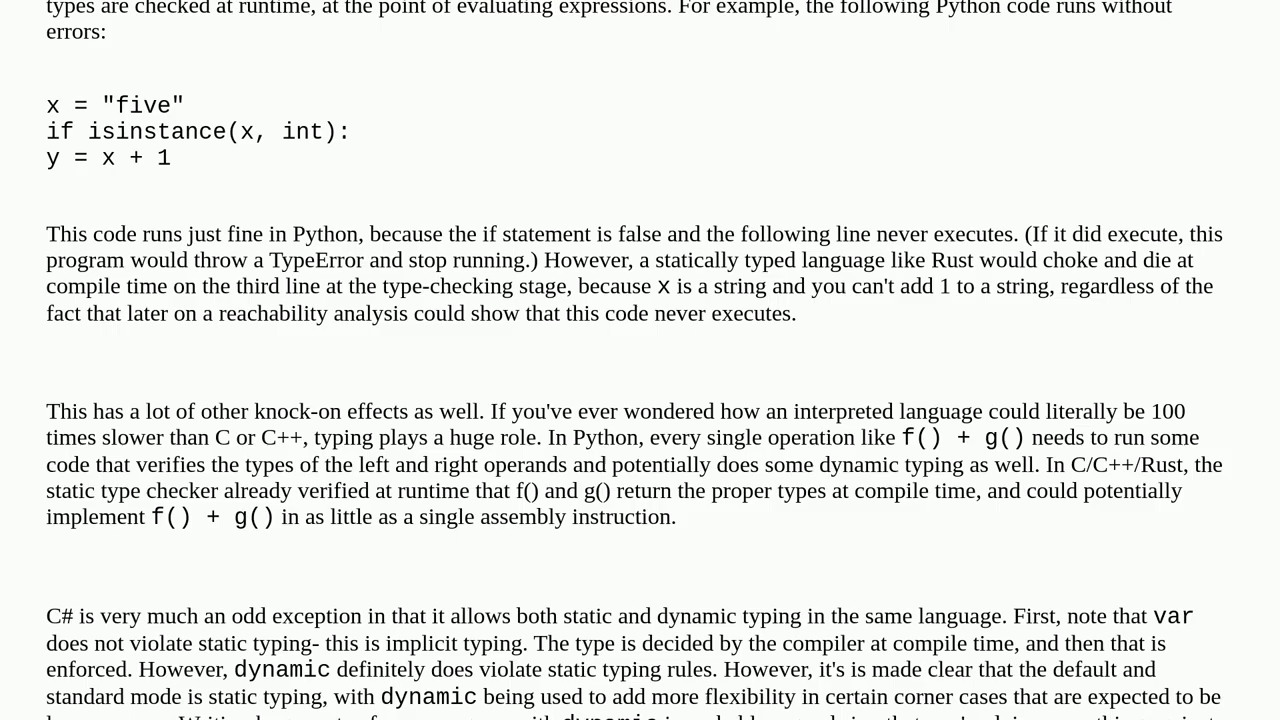 types are checked at runtime, at the point of evaluating expressions. For example, the following Python code runs without
errors:
x = "five"
if isinstance(x, int):
y = x + 1
This code runs just fine in Python, because the if statement is false and the following line never executes. (If it did execute, this
program would throw a TypeError and stop running.) However, a statically typed language like Rust would choke and die at
compile time on the third line at the type-checking stage, because x is a string and you can't add 1 to a string, regardless of the
fact that later on a reachability analysis could show that this code never executes.
This has a lot of other knock-on effects as well. If you've ever wondered how an interpreted language could literally be 100
times slower than C or C++, typing plays a huge role. In Python, every single operation like f() + g() needs to run some
code that verifies the types of the left and right operands and potentially does some dynamic typing as well. In C/C++/Rust, the
static type checker already verified at runtime that f() and g() return the proper types at compile time, and could potentially
implement f() + g() in as little as a single assembly instruction.
C# is very much an odd exception in that it allows both static and dynamic typing in the same language. First, note that var
does not violate static typing- this is implicit typing. The type is decided by the compiler at compile time, and then that is
enforced. However, dynamic definitely does violate static typing rules. However, it's is made clear that the default and
standard mode is static typing, with dynamic being used to add more flexibility in certain corner cases that are expected to be